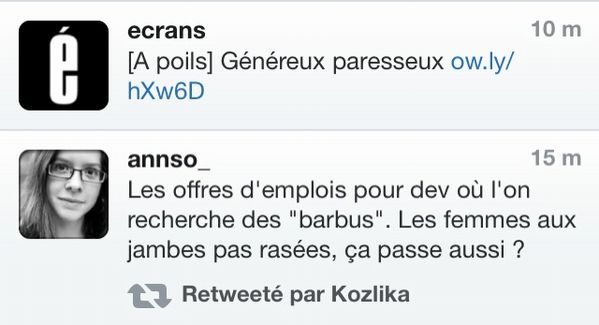 é
ecrans 10 m
[A poils] Généreux paresseux ow.ly/
hXw6D
annso_ 15 m
Les offres d'emplois pour dev où l'on
recherche des "barbus". Les femmes aux
jambes pas rasées, ça passe aussi ?
Retweeté par Kozlika